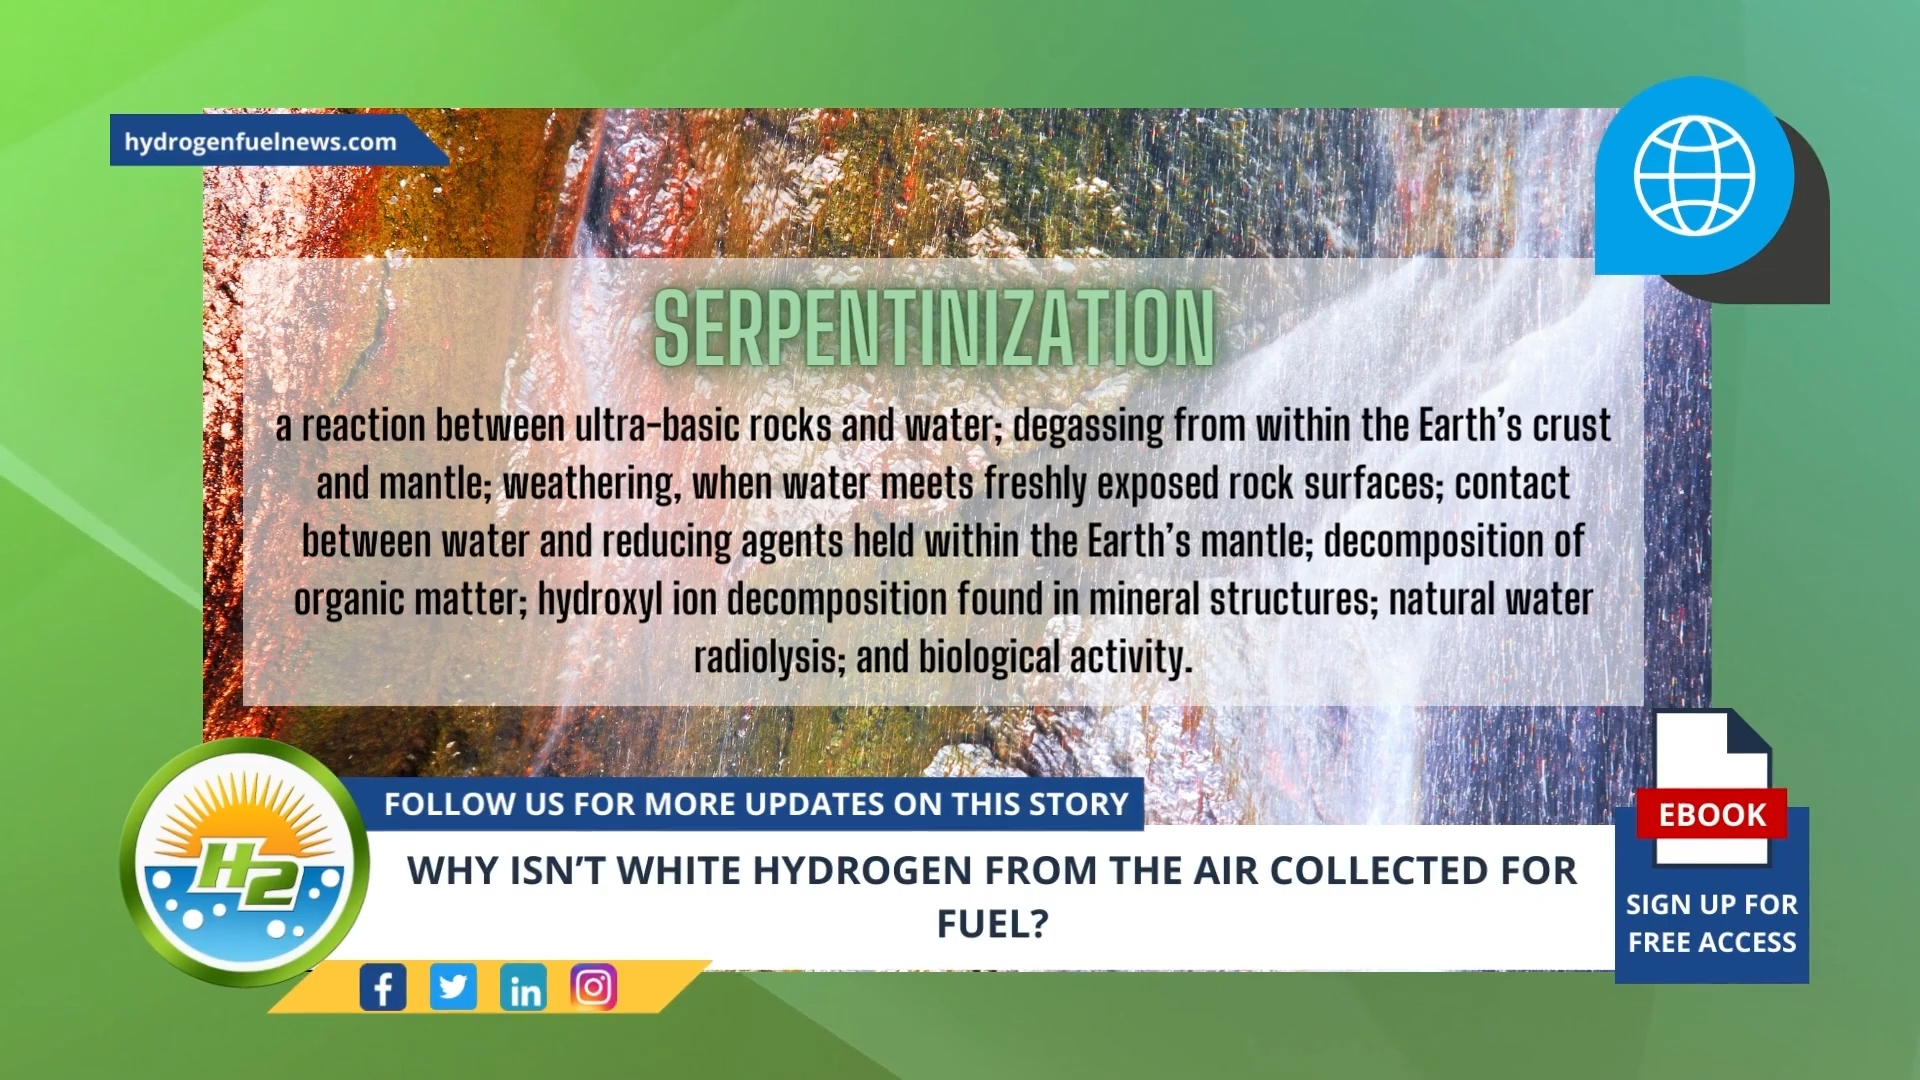 hydrogenfuelnews.com
SERPENTINIZATION
a reaction between ultra-basic rocks and water; degassing from within the Earth’s crust
and mantle; weathering, when water meets freshly exposed rock surfaces; contact
between water and reducing agents held within the Earth’s mantle; decomposition of
organic matter; hydroxyl ion decomposition found in mineral structures; natural water
radiolysis; and biological activity.
FOLLOW US FOR MORE UPDATES ON THIS STORY
WHY ISN’T WHITE HYDROGEN FROM THE AIR COLLECTED FOR
FUEL?
H2
EBOOK
SIGN UP FOR
FREE ACCESS